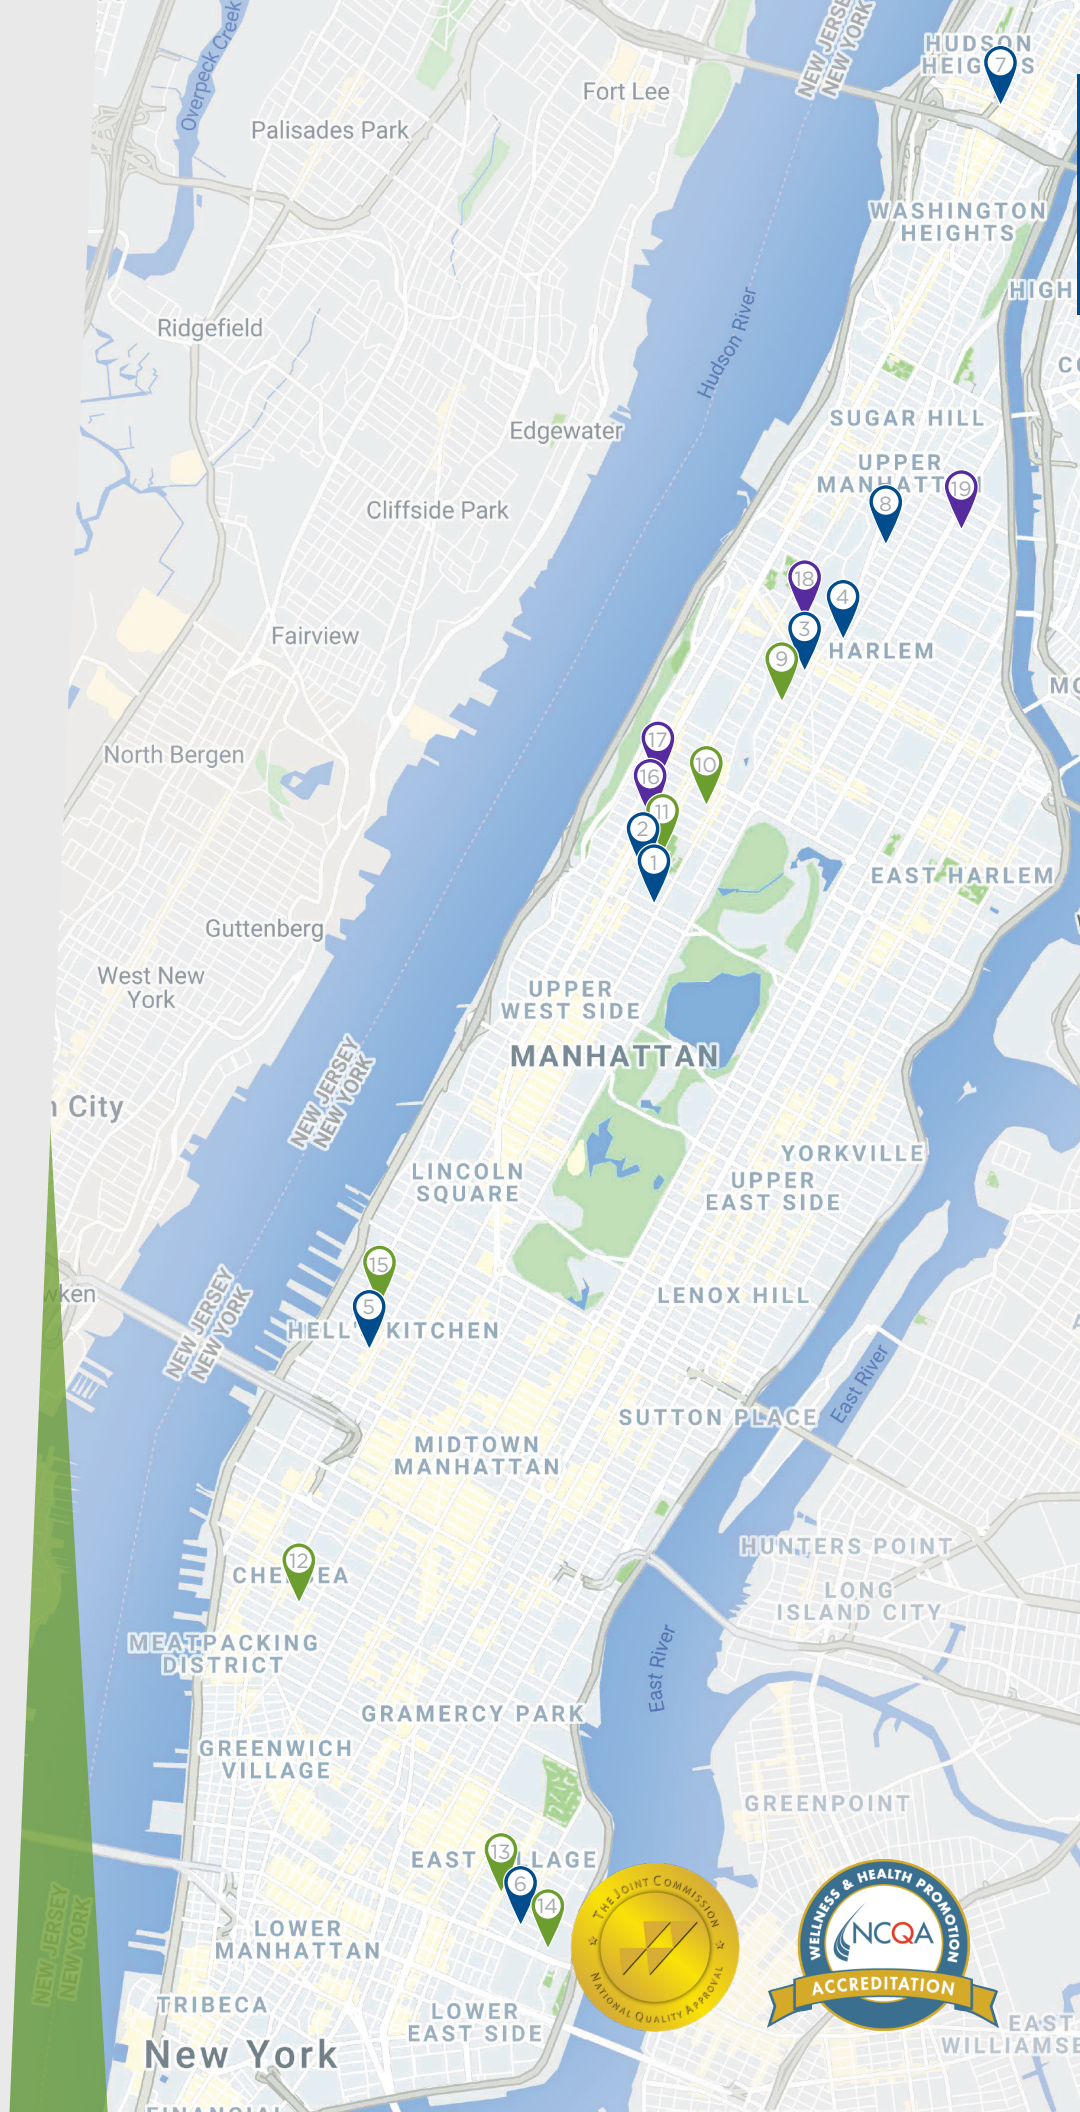 Overpeck Creek
NEW JERSEY
NEW YORK
HUDSON
7
Fort Lee
Palisades Park
WASHINGTON
HEIGHTS
HIGH
Hudson River
Ridgefield
SUGAR HILL
Edgewater
UPPER
19
8
Cliffside Park
18
4
3
Fairview
HARLEM
9
17
North Bergen
10
16
11
2
1
EAST HARLEM
Guttenberg
West New
York
UPPER
WEST SIDE
MANHATTAN
NEW JERSEY
NEW YORK
City
YORKVILLE
LINCOLN
SQUARE
UPPER
EAST SIDE
15
LENOX HILL
5
KITCHEN
NEW JERSEY
NEW YORK
East River
SUTTON PLACE
MIDTOWN
MANHATTAN
HUNTERS POINT
12
LONG
ISLAND CITY
MEATPACKING
DISTRICT
East River
GRAMERCY PARK
GREENWICH
VILLAGE
GREENPOINT
13
EAST
6
14
THE JOINT COMMISSION
NATIONAL QUALITY APPROVAL
WELLNESS & HEALTH PROMOTION
NCQA
ACCREDITATION
LOWER
MANHATTAN
NEW JERSEY
NEW YORK
TRIBECA
LOWER
EAST SIDE
EAST
New York